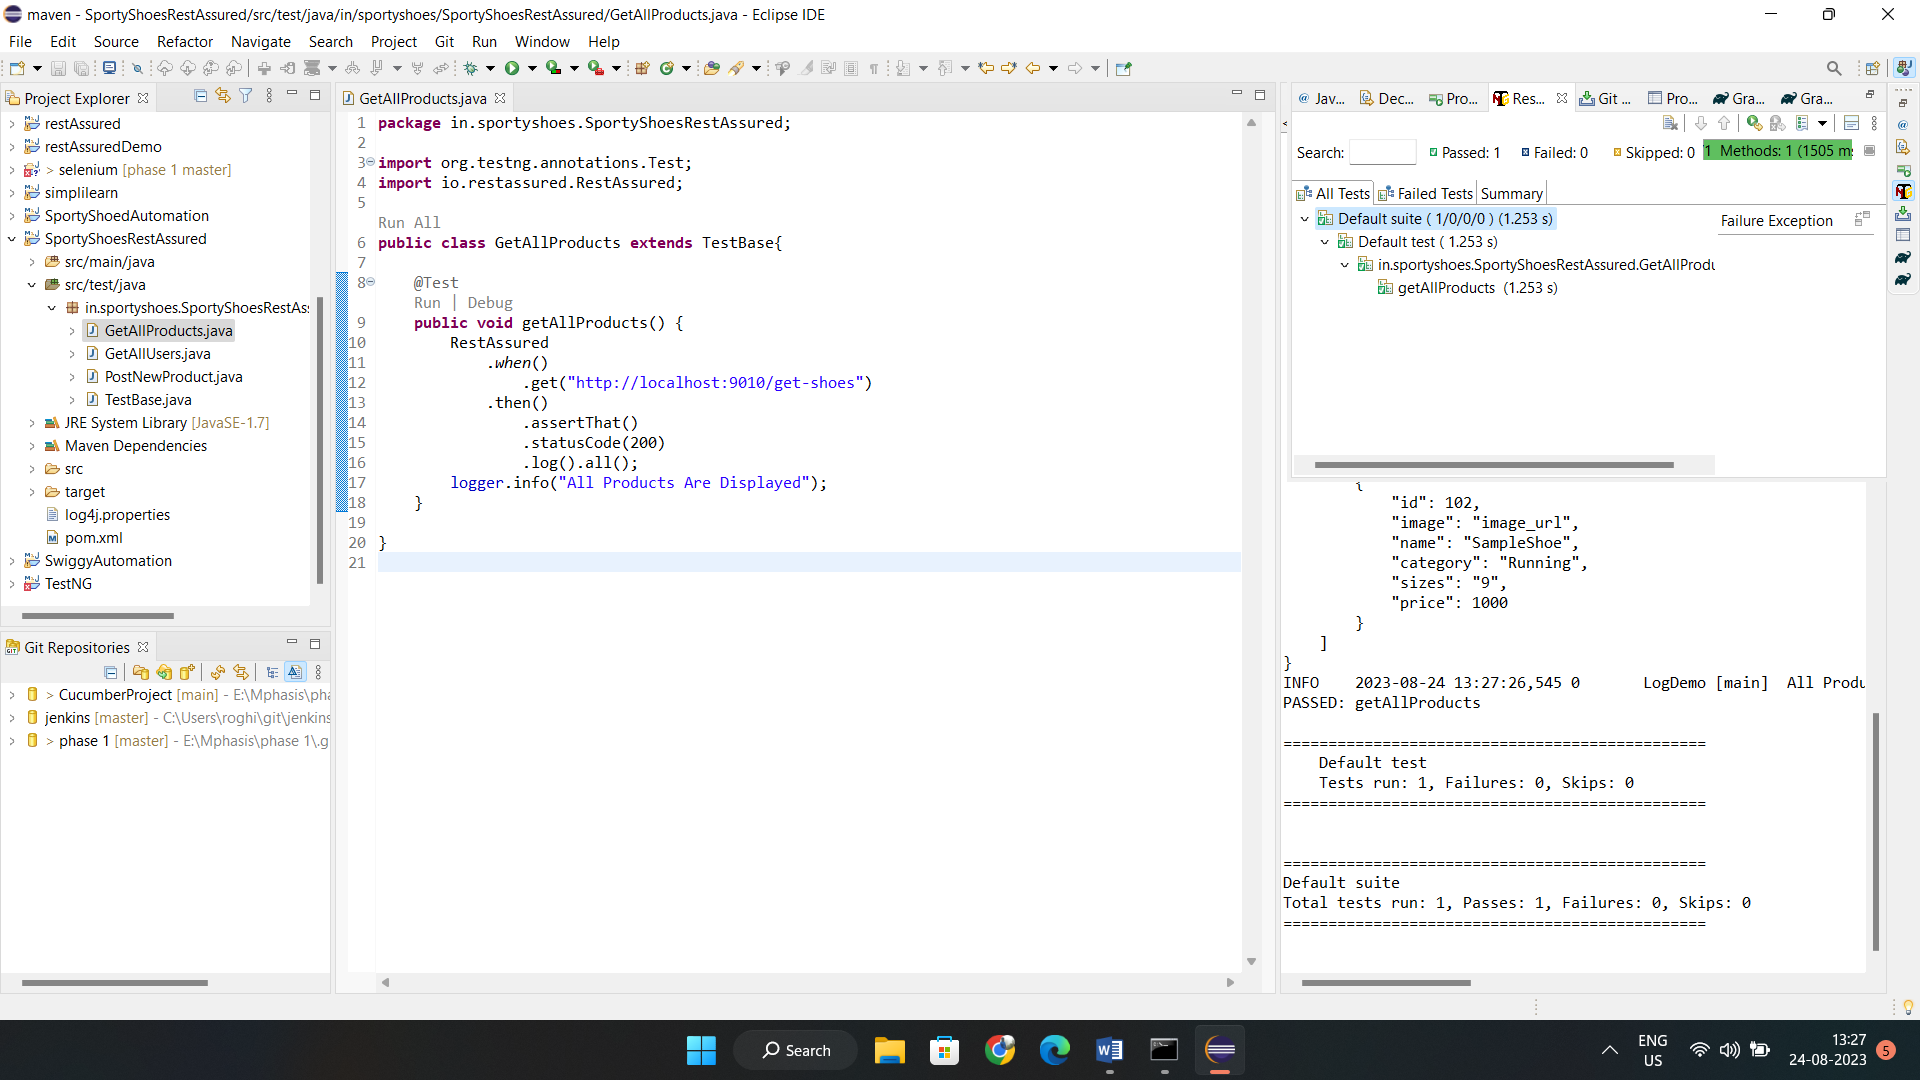 maven - SportyShoesRestAssured/src/test/java/in/sportyshoes/SportyShoesRestAssured/GetAllProducts.java - Eclipse IDE
File Edit Source Refactor Navigate Search Project Git Run Window Help
Project Explorer
restAssured
restAssuredDemo
> selenium [phase 1 master]
simplilearn
SportyShoedAutomation
SportyShoesRestAssured
src/main/java
src/test/java
in.sportyshoes.SportyShoesRestAs
GetAllProducts.java
GetAllUsers.java
PostNewProduct.java
TestBase.java
JRE System Library [JavaSE-1.7]
Maven Dependencies
src
target
log4j.properties
pom.xml
SwiggyAutomation
TestNG
Git Repositories
> CucumberProject [main] - E:\Mphasis\pha
jenkins [master] - C:\Users\roghi\git\jenkins
> phase 1 [master] - E:\Mphasis\phase 1\.g
GetAllProducts.java
1 package in.sportyshoes.SportyShoesRestAssured;
2
3 import org.testng.annotations.Test;
4 import io.restassured.RestAssured;
5
Run All
6 public class GetAllProducts extends TestBase{
7
8 @Test
Run | Debug
9 public void getAllProducts() {
10 RestAssured
11 .when()
12 .get("http://localhost:9010/get-shoes")
13 .then()
14 .assertThat()
15 .statusCode(200)
16 .log().all();
17 logger.info("All Products Are Displayed");
18 }
19
20 }
21
@ Jav... Dec... Pro... Res... Git ... Pro... Gra... Gra...
Search: Passed: 1 Failed: 0 Skipped: 0 1 Methods: 1 (1505 ms
All Tests Failed Tests Summary
Default suite ( 1/0/0/0 ) (1.253 s)
Default test ( 1.253 s)
in.sportyshoes.SportyShoesRestAssured.GetAllProdu
getAllProducts (1.253 s)
Failure Exception
{
"id": 102,
"image": "image_url",
"name": "SampleShoe",
"category": "Running",
"sizes": "9",
"price": 1000
}
]
}
INFO 2023-08-24 13:27:26,545 0 LogDemo [main] All Produ
PASSED: getAllProducts
===============================================
Default test
Tests run: 1, Failures: 0, Skips: 0
===============================================
===============================================
Default suite
Total tests run: 1, Passes: 1, Failures: 0, Skips: 0
===============================================
Search
ENG
US
13:27
24-08-2023
5